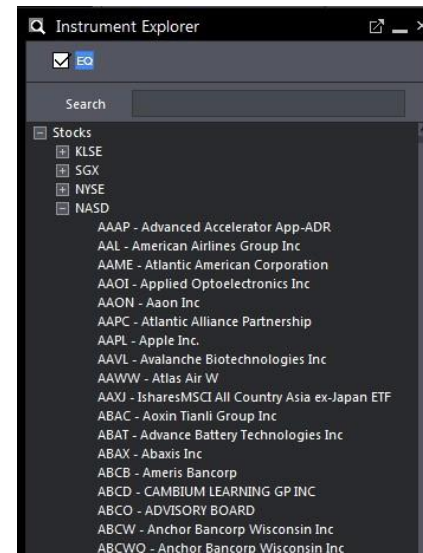 Instrument Explorer
EQ
Search
Stocks
KLSE
SGX
NYSE
NASD
AAAP - Advanced Accelerator App-ADR
AAL - American Airlines Group Inc
AAME - Atlantic American Corporation
AAOI - Applied Optoelectronics Inc
AAON - Aaon Inc
AAPC - Atlantic Alliance Partnership
AAPL - Apple Inc.
AAVL - Avalanche Biotechnologies Inc
AAWW - Atlas Air W
AAXJ - IsharesMSCI All Country Asia ex-Japan ETF
ABAC - Aoxin Tianli Group Inc
ABAT - Advance Battery Technologies Inc
ABAX - Abaxis Inc
ABCB - Ameris Bancorp
ABCD - CAMBIUM LEARNING GP INC
ABCO - ADVISORY BOARD
ABCW - Anchor Bancorp Wisconsin Inc
ABCWO - Anchor Bancorp Wisconsin Inc